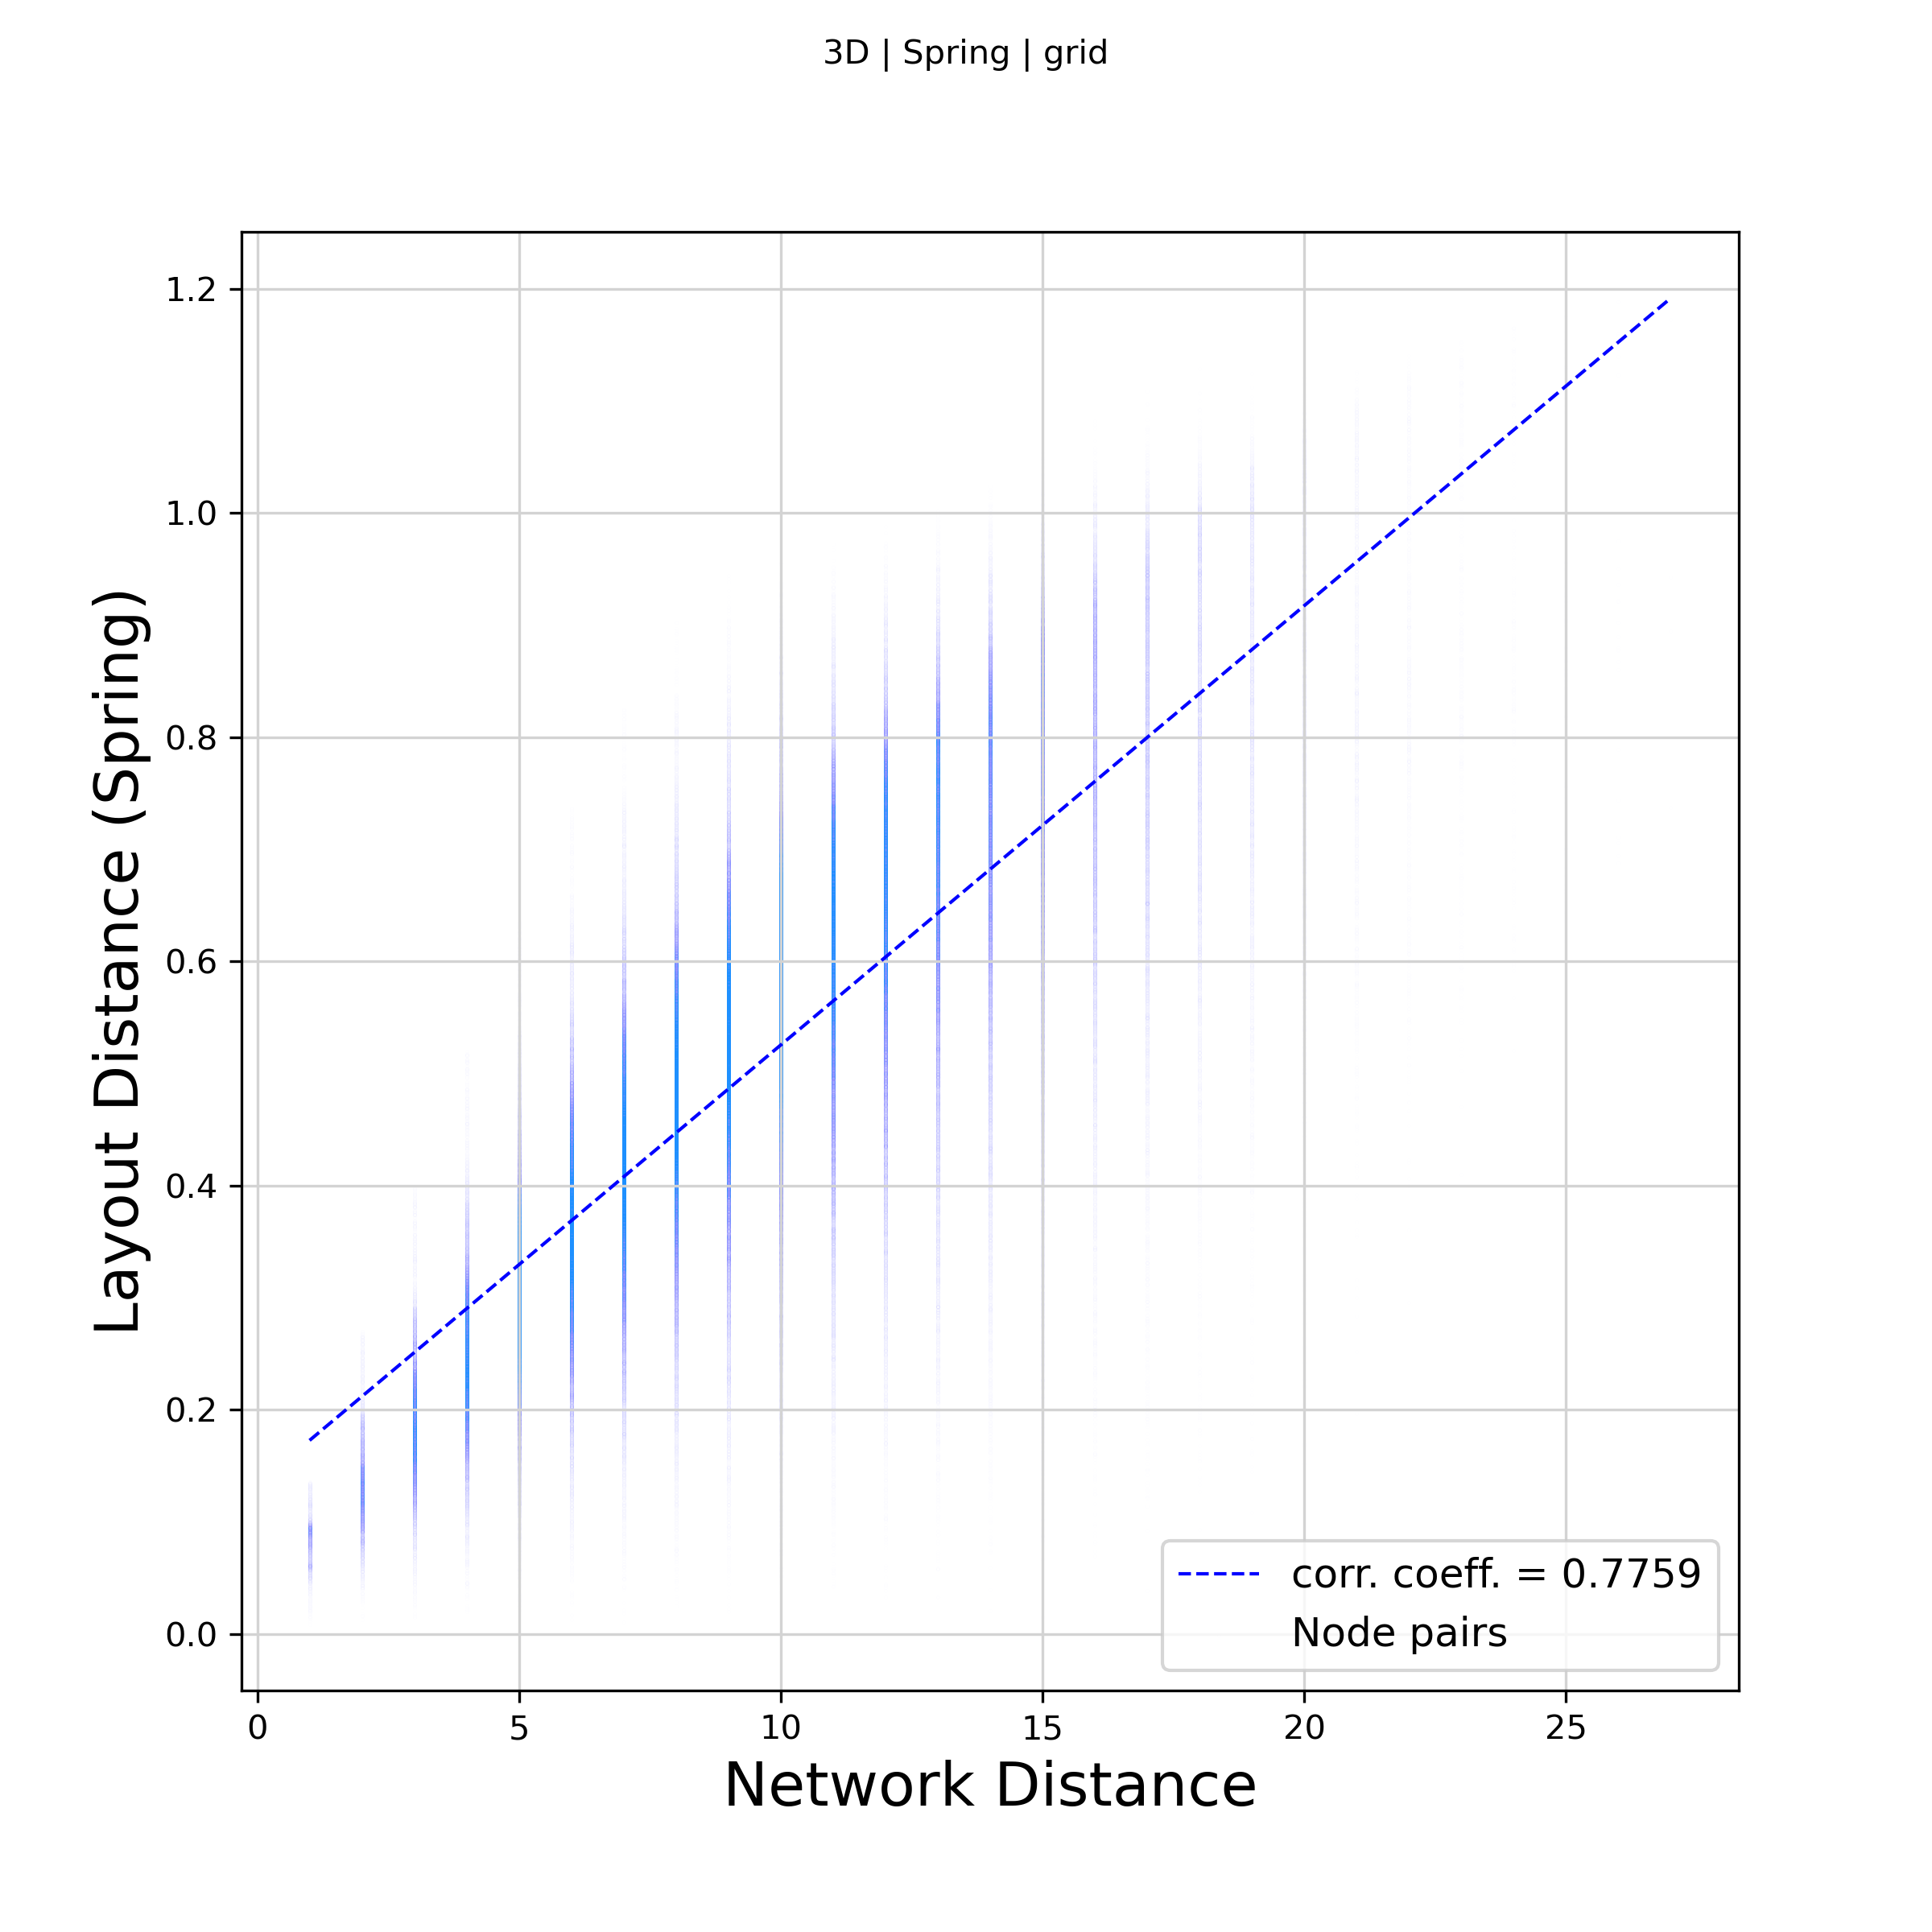 3D | Spring | grid
1.2
1.0
0.8
0.6
0.4
0.2
0.0
Layout Distance (Spring)
corr. coeff. = 0.7759
Node pairs
0 5 10 15 20 25
Network Distance